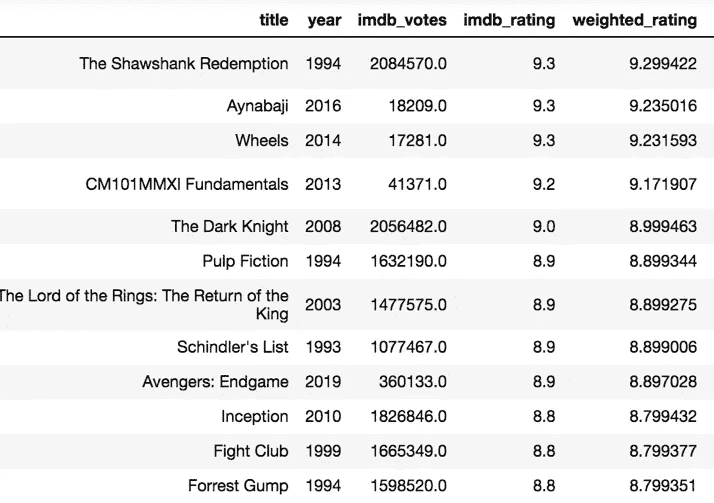 title year imdb_votes imdb_rating weighted_rating
The Shawshank Redemption 1994 2084570.0 9.3 9.299422
Aynabaji 2016 18209.0 9.3 9.235016
Wheels 2014 17281.0 9.3 9.231593
CM101MMXI Fundamentals 2013 41371.0 9.2 9.171907
The Dark Knight 2008 2056482.0 9.0 8.999463
Pulp Fiction 1994 1632190.0 8.9 8.899344
The Lord of the Rings: The Return of the
King 2003 1477575.0 8.9 8.899275
Schindler's List 1993 1077467.0 8.9 8.899006
Avengers: Endgame 2019 360133.0 8.9 8.897028
Inception 2010 1826846.0 8.8 8.799432
Fight Club 1999 1665349.0 8.8 8.799377
Forrest Gump 1994 1598520.0 8.8 8.799351